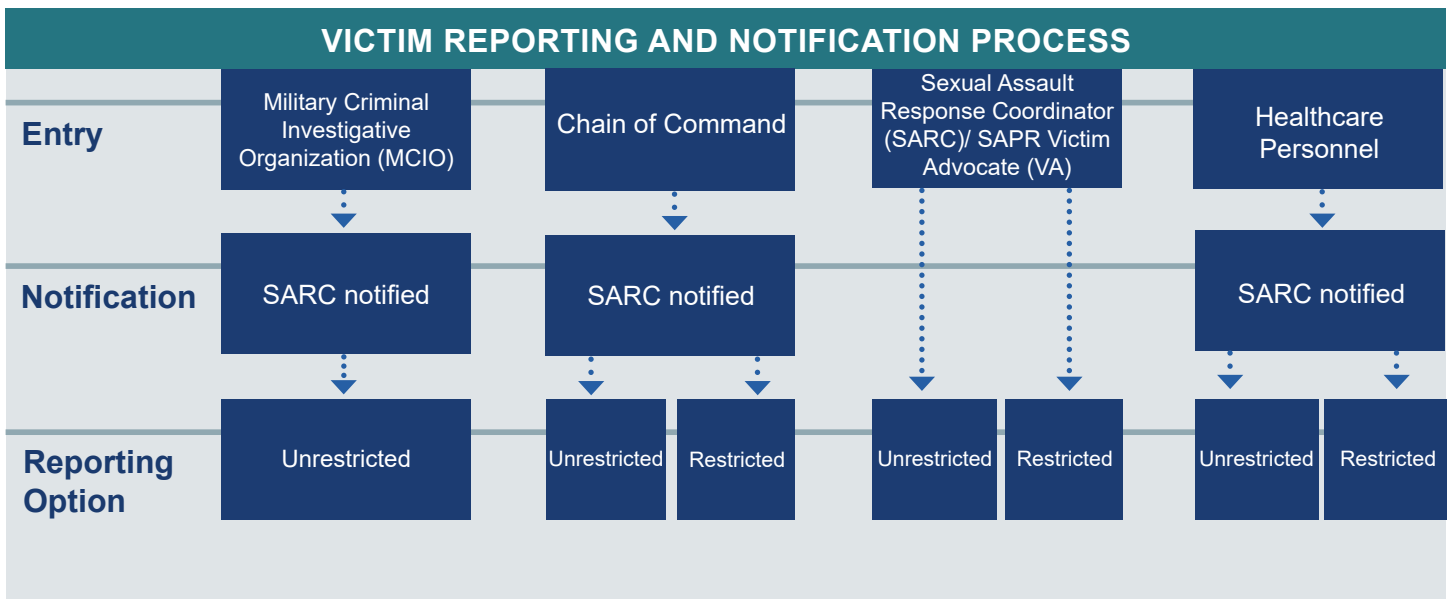 VICTIM REPORTING AND NOTIFICATION PROCESS
Entry
Military Criminal
Investigative
Organization (MCIO)
Chain of Command
Sexual Assault
Response Coordinator
(SARC)/ SAPR Victim
Advocate (VA)
Healthcare
Personnel
Notification
SARC notified
SARC notified
SARC notified
Reporting
Option
Unrestricted
Unrestricted
Restricted
Unrestricted
Restricted
Unrestricted
Restricted